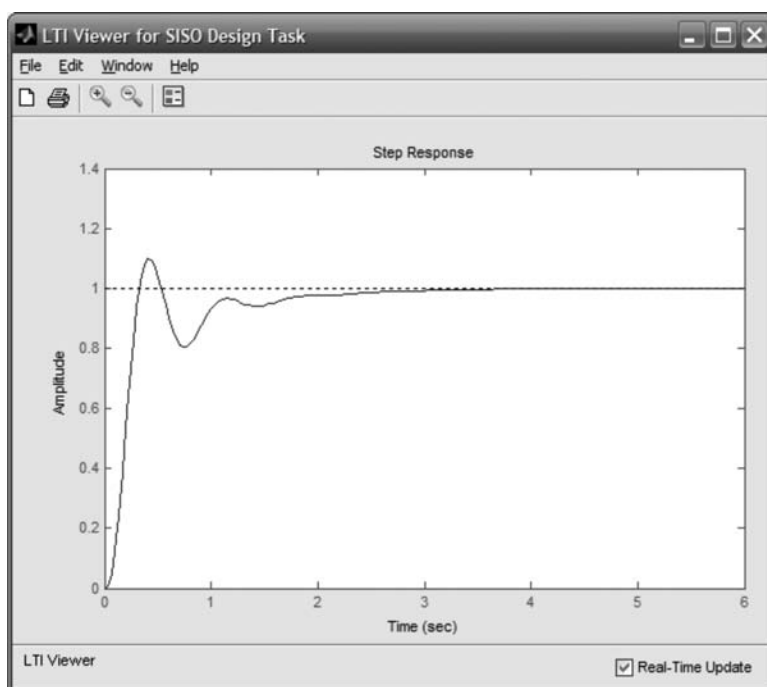 LTI Viewer for SISO Design Task
File Edit Window Help
Step Response
1.4
1.2
1
0.8
0.6
0.4
0.2
0
Amplitude
0 1 2 3 4 5 6
Time (sec)
LTI Viewer
Real-Time Update